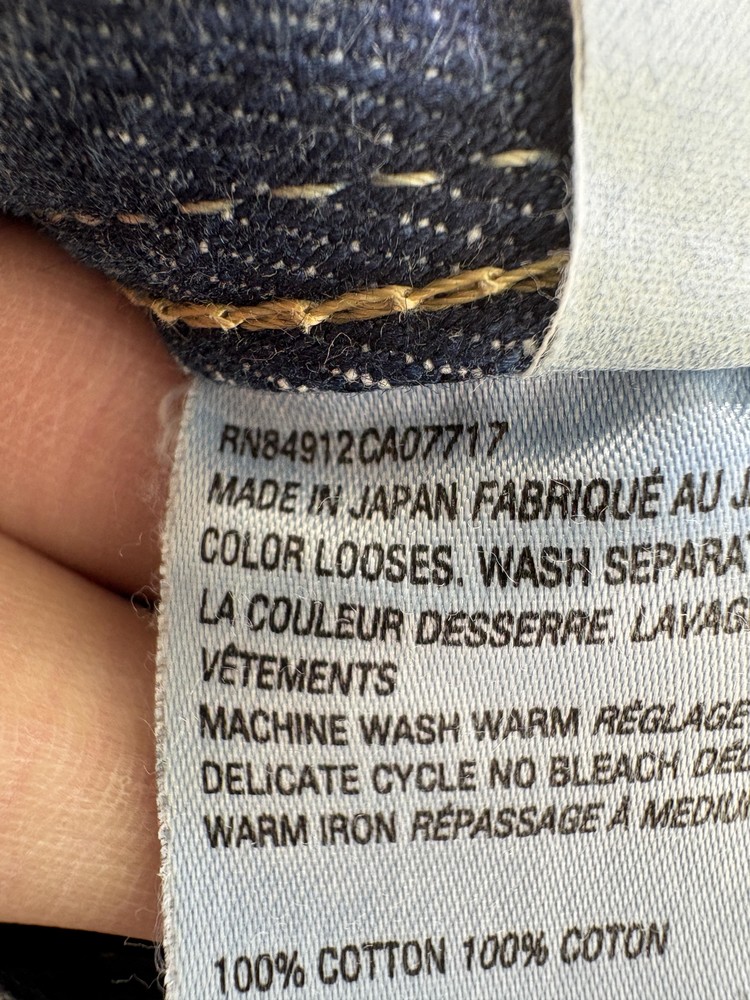 RN84912CA07717
MADE IN JAPAN FABRIQUÉ AU J
COLOR LOOSES. WASH SEPARA
LA COULEUR DESSERRE. LAVAG
VÊTEMENTS
MACHINE WASH WARM RÉGLAGE
DELICATE CYCLE NO BLEACH DÉL
WARM IRON RÉPASSAGE À MEDIU
100% COTTON 100% COTON